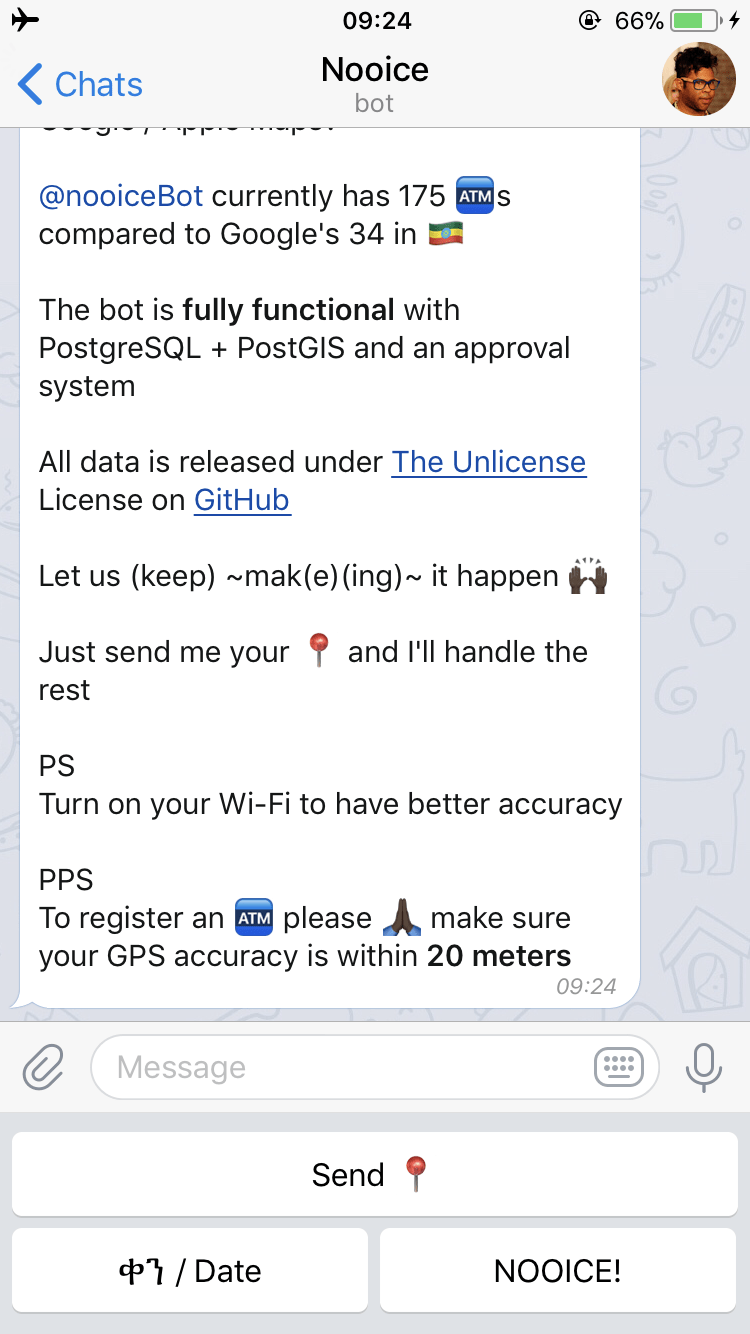 09:24
66%
Chats
Nooice
bot
Google / Apple Maps?
@nooiceBot currently has 175 🏧s
compared to Google's 34 in 🇪🇹
The bot is fully functional with
PostgreSQL + PostGIS and an approval
system
All data is released under The Unlicense
License on GitHub
Let us (keep) ~mak(e)(ing)~ it happen 🙌🏿
Just send me your 📍 and I'll handle the
rest
PS
Turn on your Wi-Fi to have better accuracy
PPS
To register an 🏧 please 🙏🏿 make sure
your GPS accuracy is within 20 meters
09:24
Message
Send 📍
ቀን / Date
NOOICE!